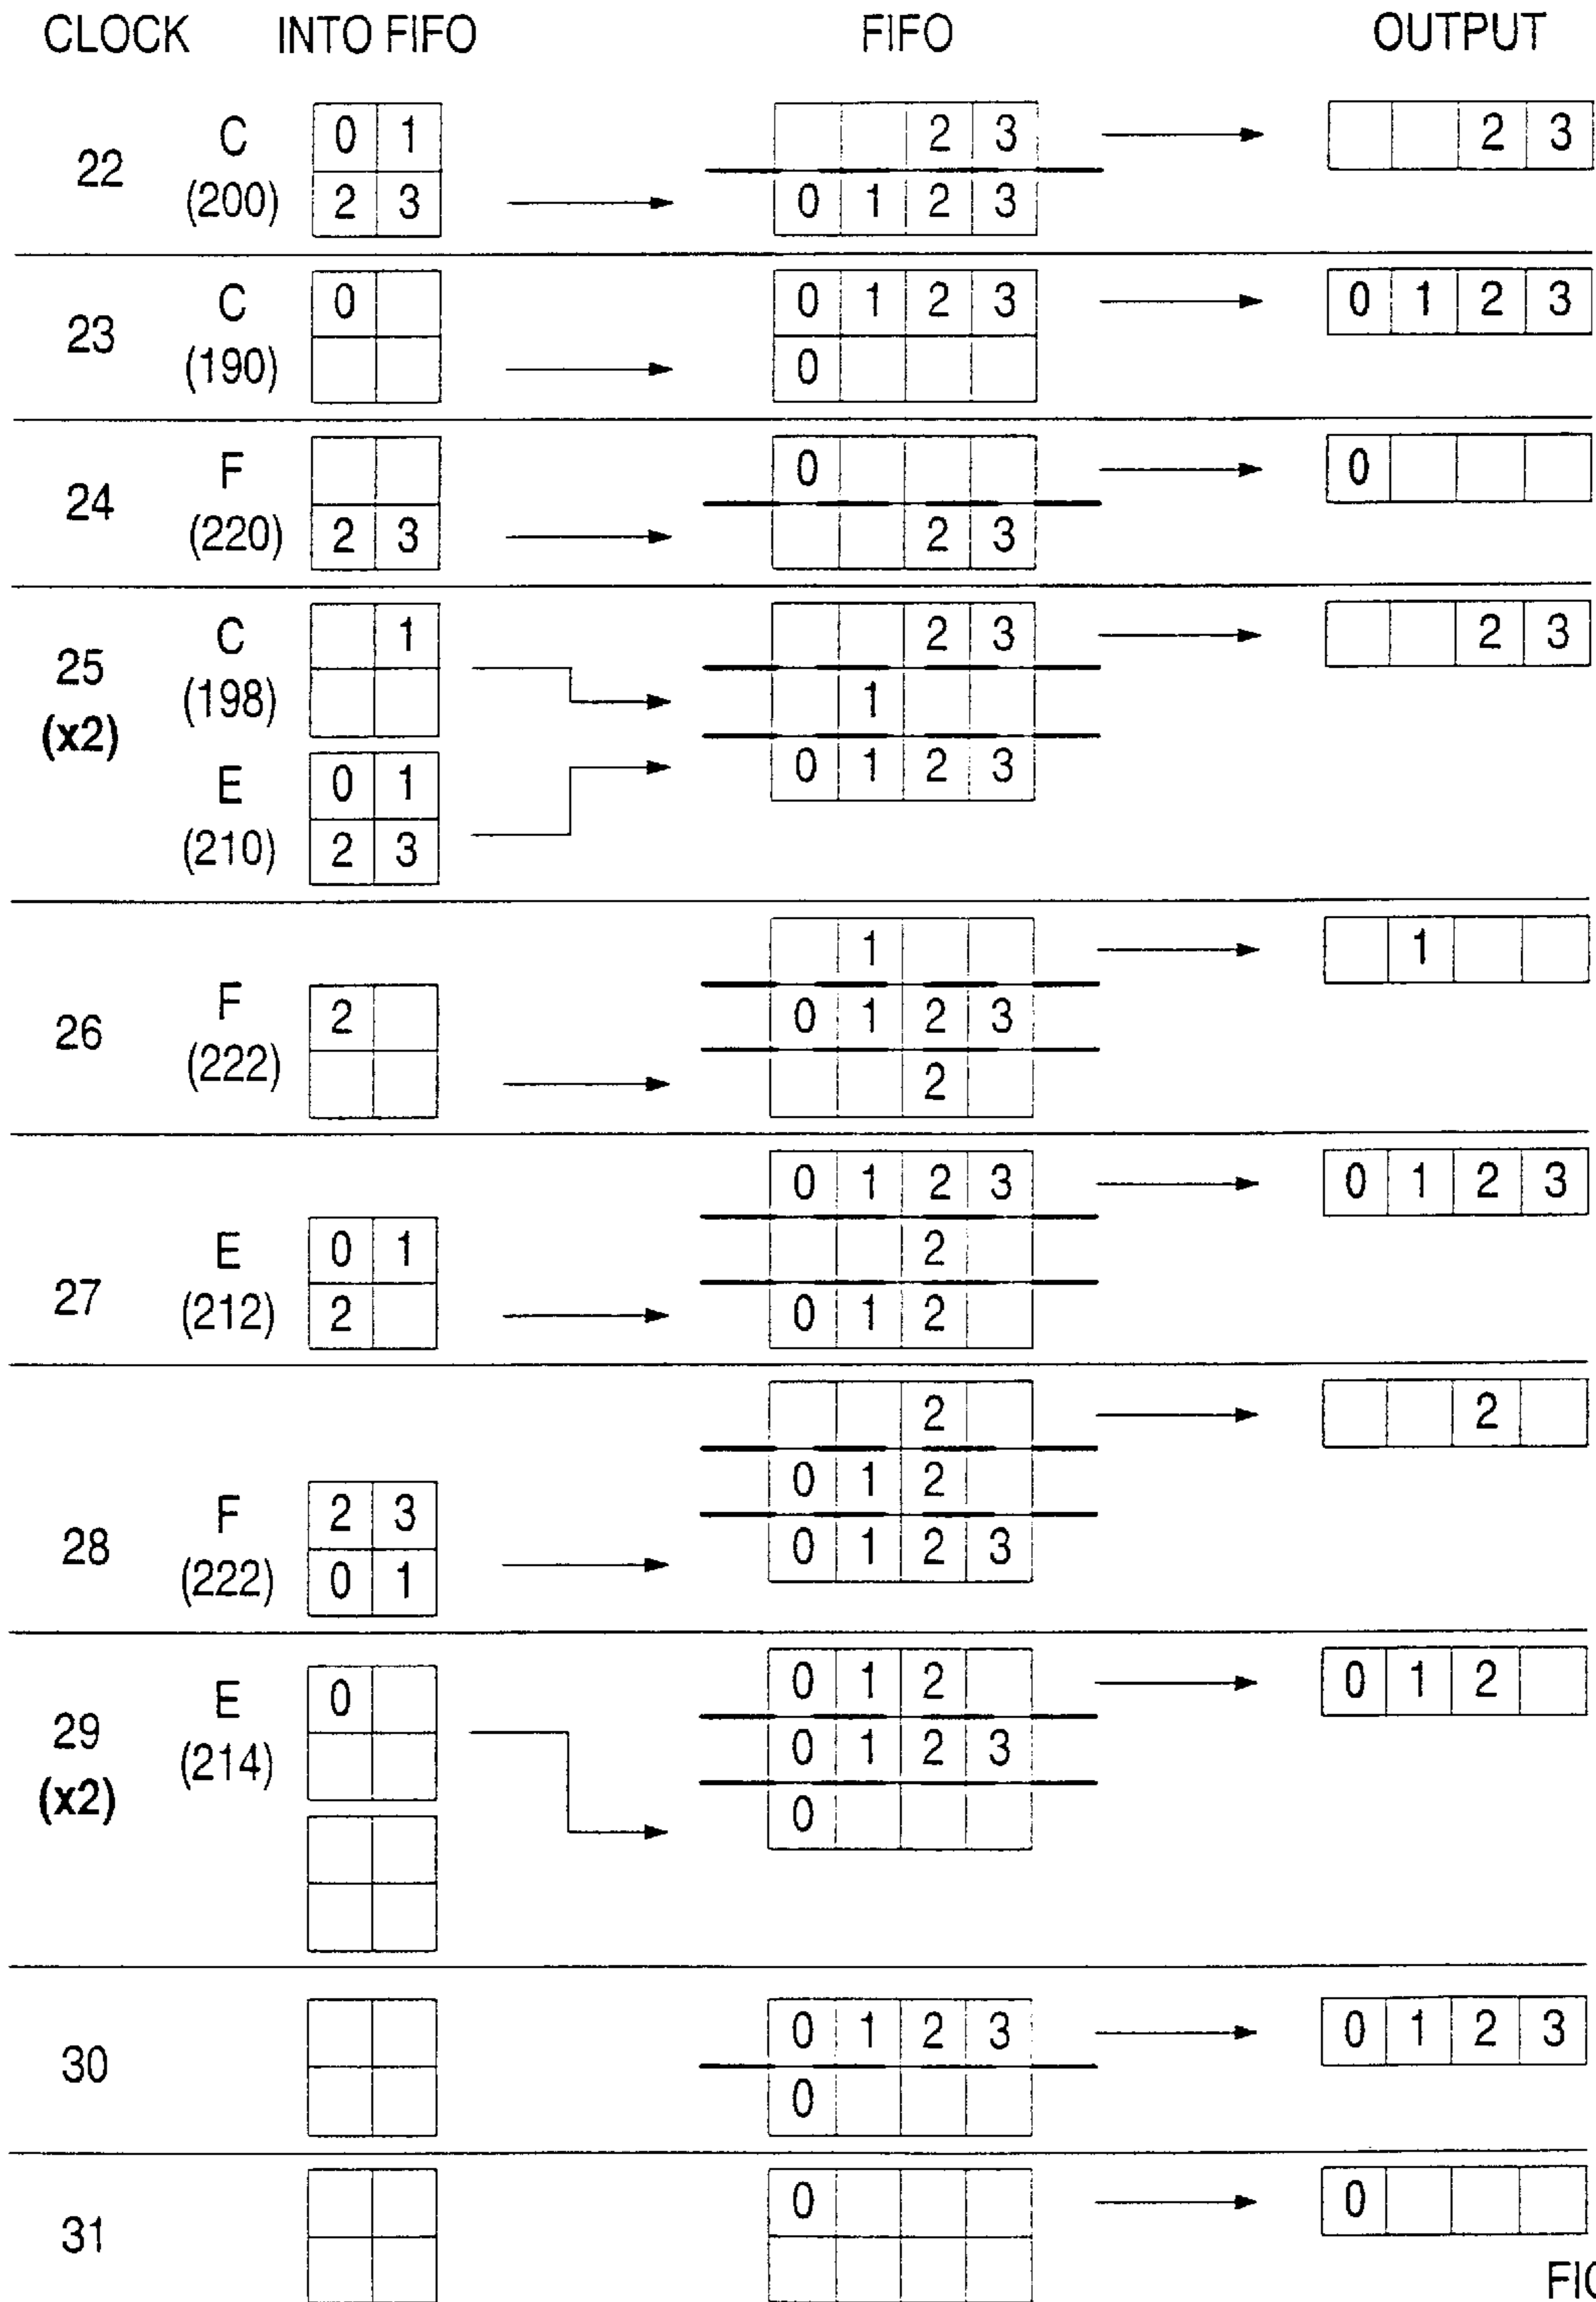 CLOCK INTO FIFO FIFO OUTPUT
C 0 1 2 3 2 3
22
(200) 2 3 0 1 2 3
C 0 0 1 2 3 0 1 2 3
23
(190) 0
F 0 0
24
(220) 2 3 2 3
C 1 2 3 2 3
25
(198) 1
(x2)
E 0 1 0 1 2 3
(210) 2 3
1 1
F 2 0 1 2 3
26
(222) 2
0 1 2 3 0 1 2 3
E 0 1 2
27
(212) 2 0 1 2
2 2
0 1 2
F 2 3 0 1 2 3
28
(222) 0 1
E 0 0 1 2 0 1 2
29
(214) 0 1 2 3
(x2)
0
0 1 2 3 0 1 2 3
30
0
0 0
31